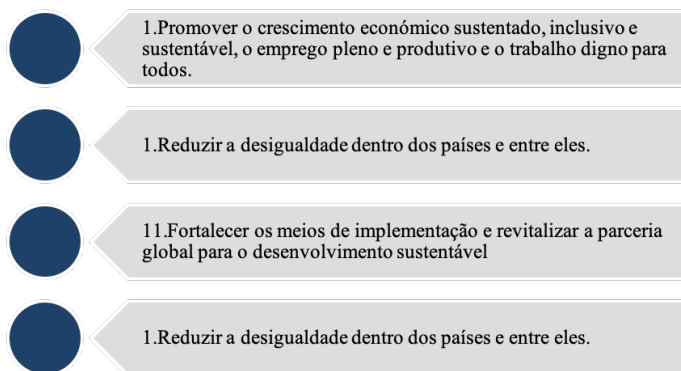 1.Promover o crescimento económico sustentado, inclusivo e
sustentável, o emprego pleno e produtivo e o trabalho digno para
todos.
1.Reduzir a desigualdade dentro dos países e entre eles.
11.Fortalecer os meios de implementação e revitalizar a parceria
global para o desenvolvimento sustentável
1.Reduzir a desigualdade dentro dos países e entre eles.